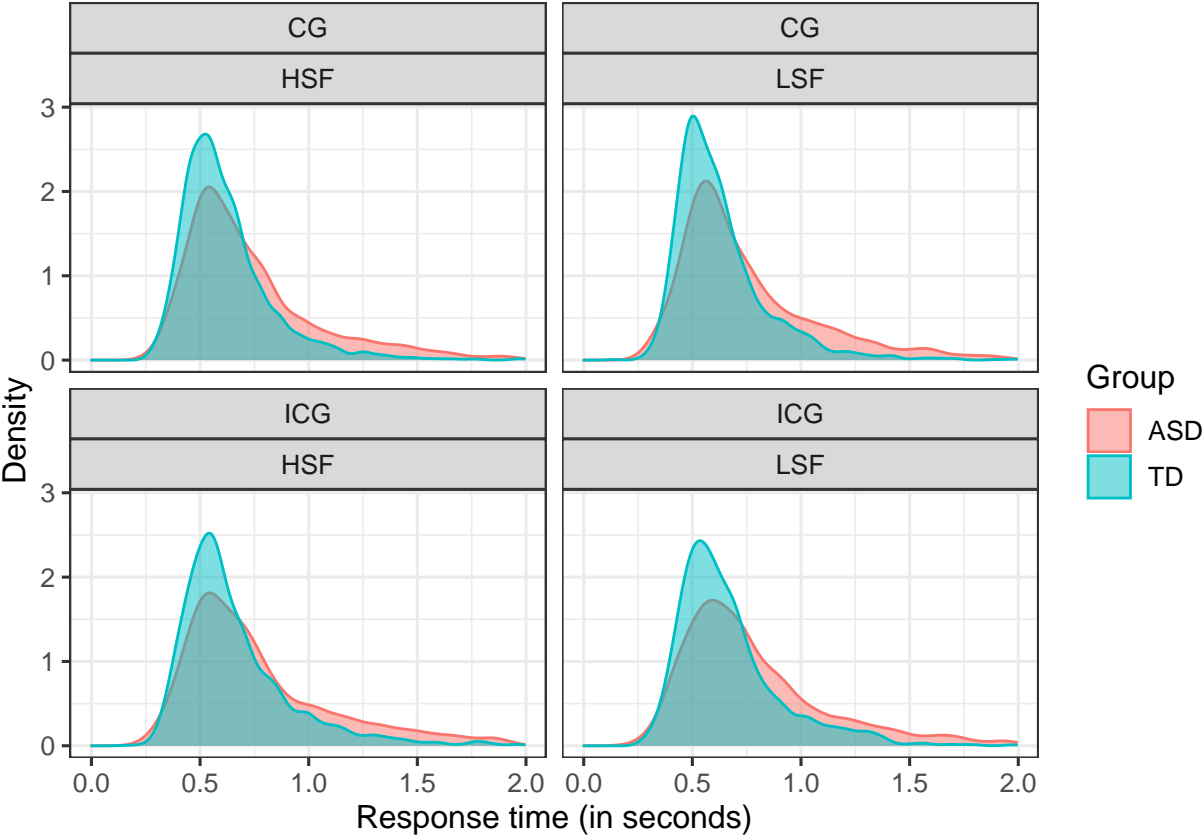 CG
CG
HSF
LSF
3
2
1
0
ICG
ICG
HSF
LSF
3
2
1
0
0.0 0.5 1.0 1.5 2.0
0.0 0.5 1.0 1.5 2.0
Response time (in seconds)
Density
Group
ASD
TD